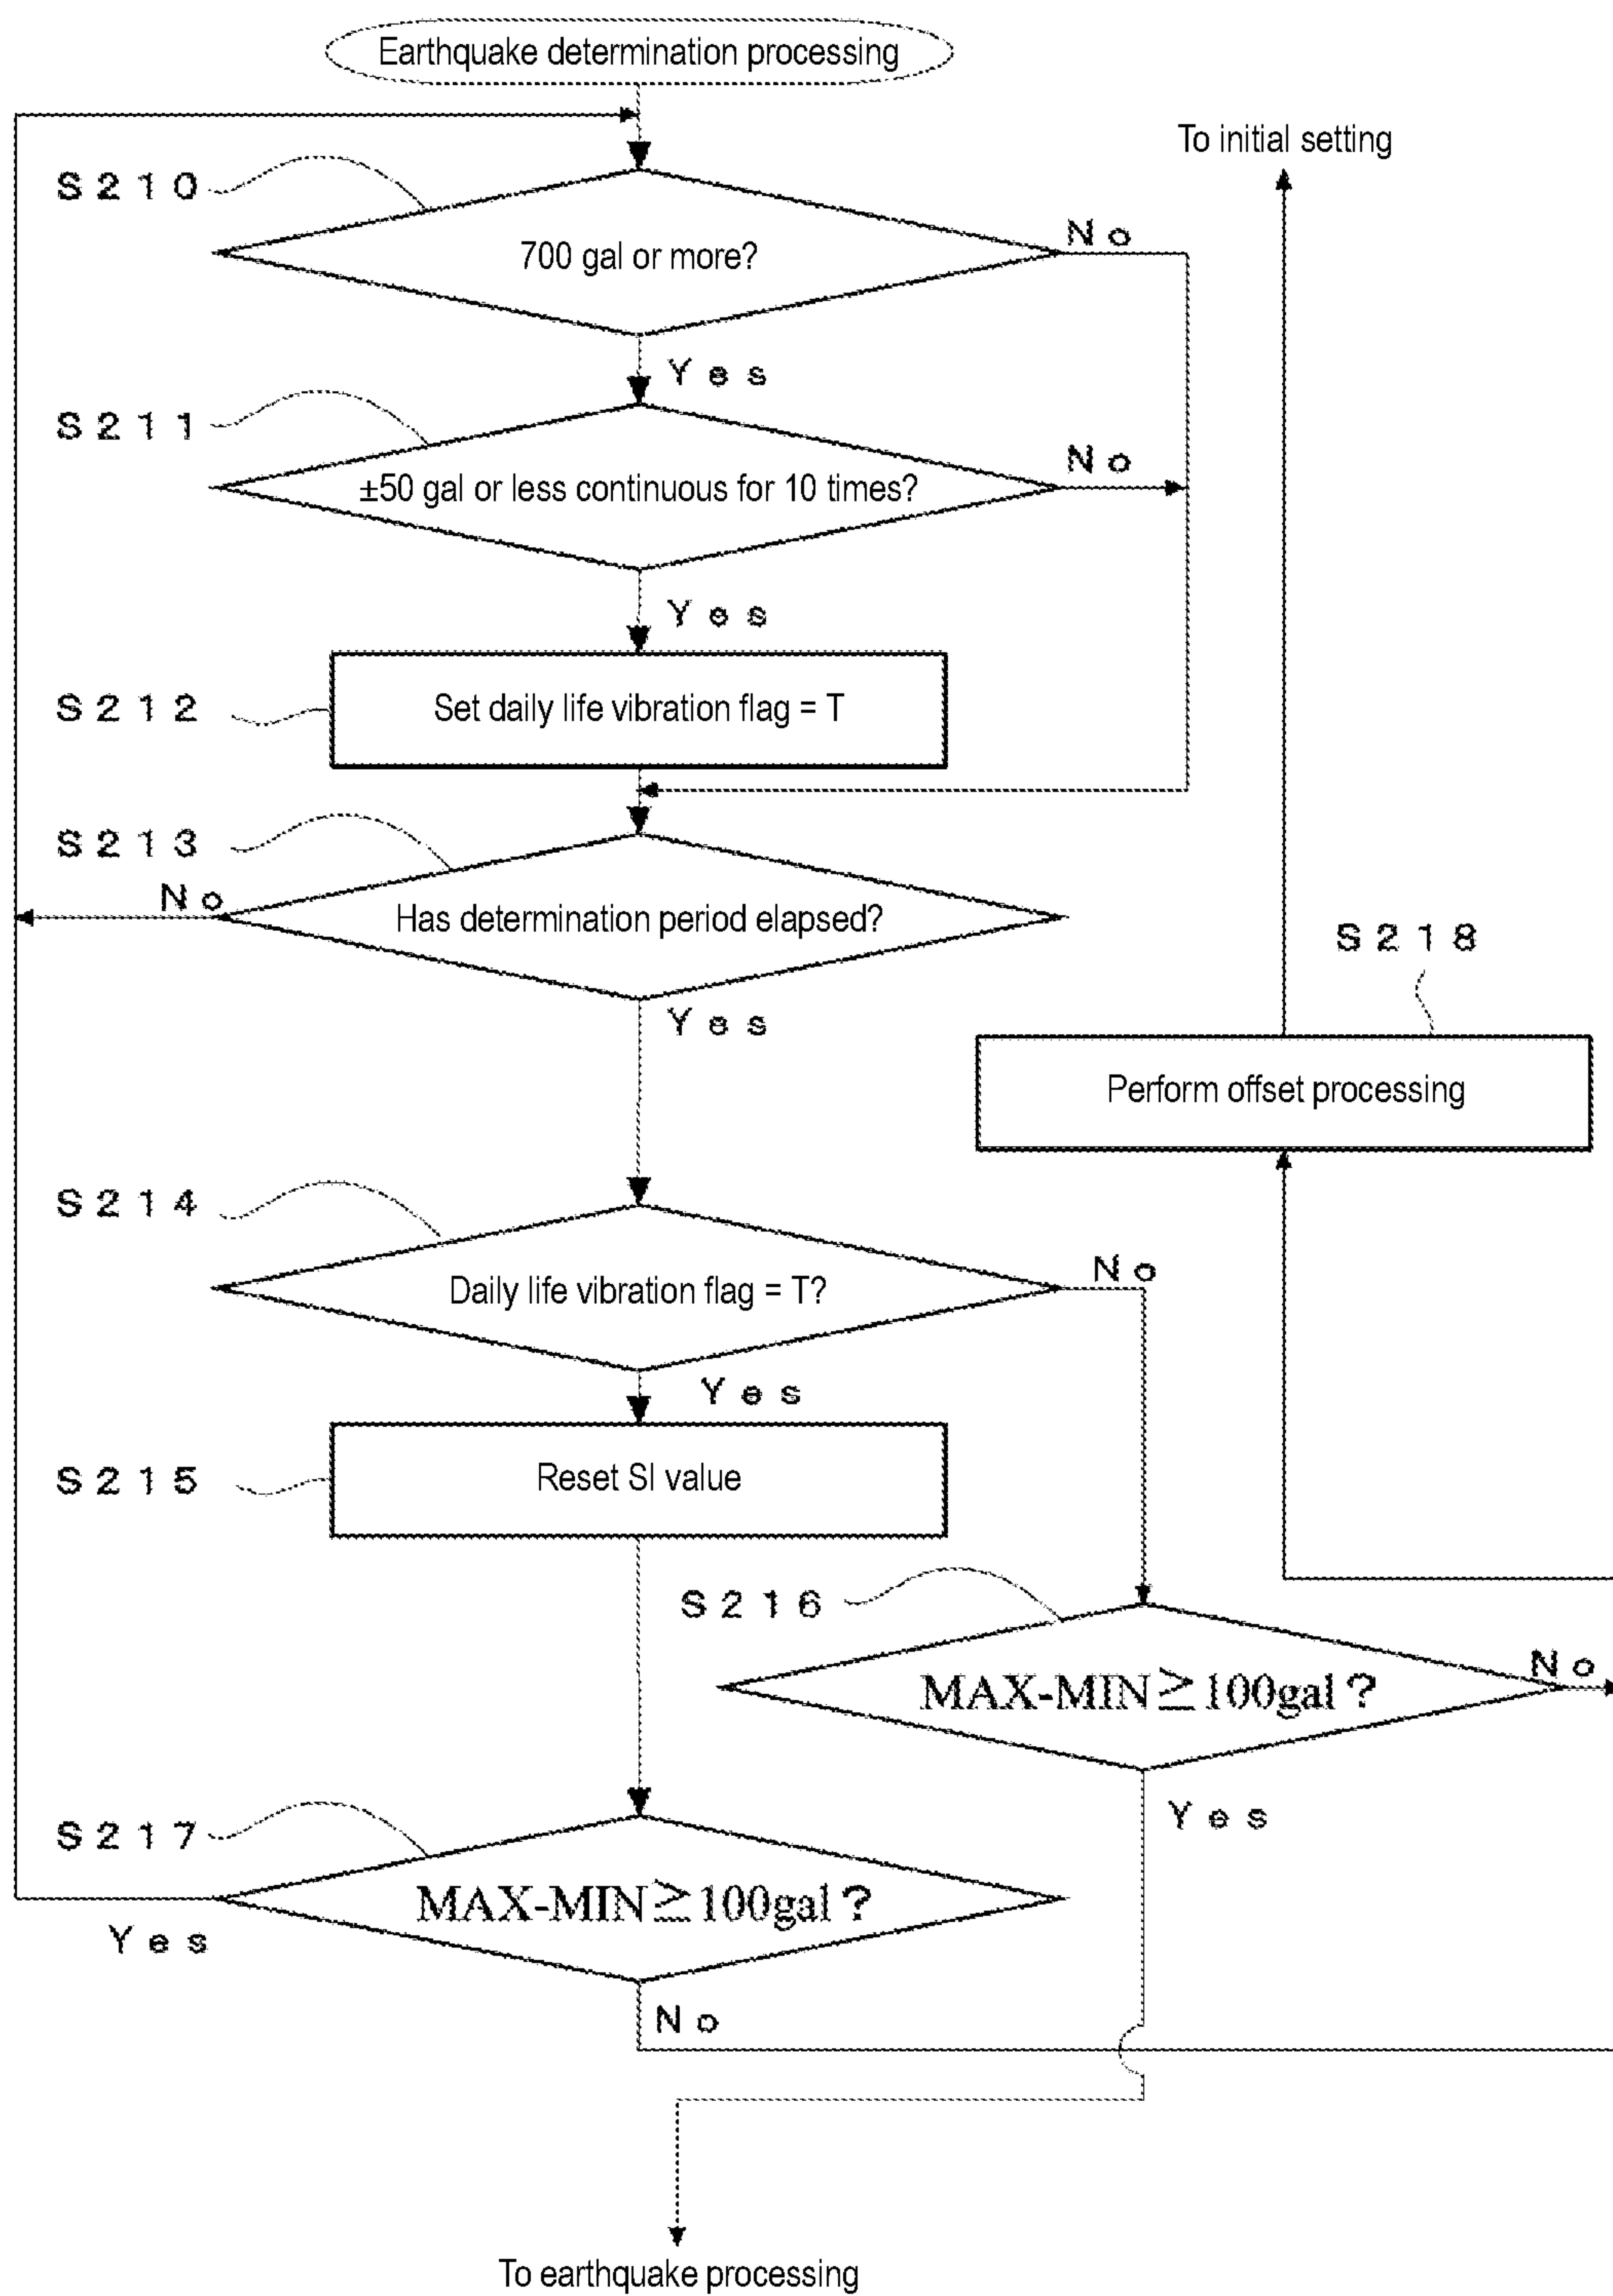 Earthquake determination processing
To initial setting
S210
700 gal or more?
No
Yes
S211
±50 gal or less continuous for 10 times?
No
Yes
S212
Set daily life vibration flag = T
S213
No
Has determination period elapsed?
Yes
S218
Perform offset processing
S214
Daily life vibration flag = T?
No
Yes
S215
Reset SI value
S216
MAX-MIN≧100gal?
No
Yes
S217
MAX-MIN≧100gal?
Yes
No
To earthquake processing